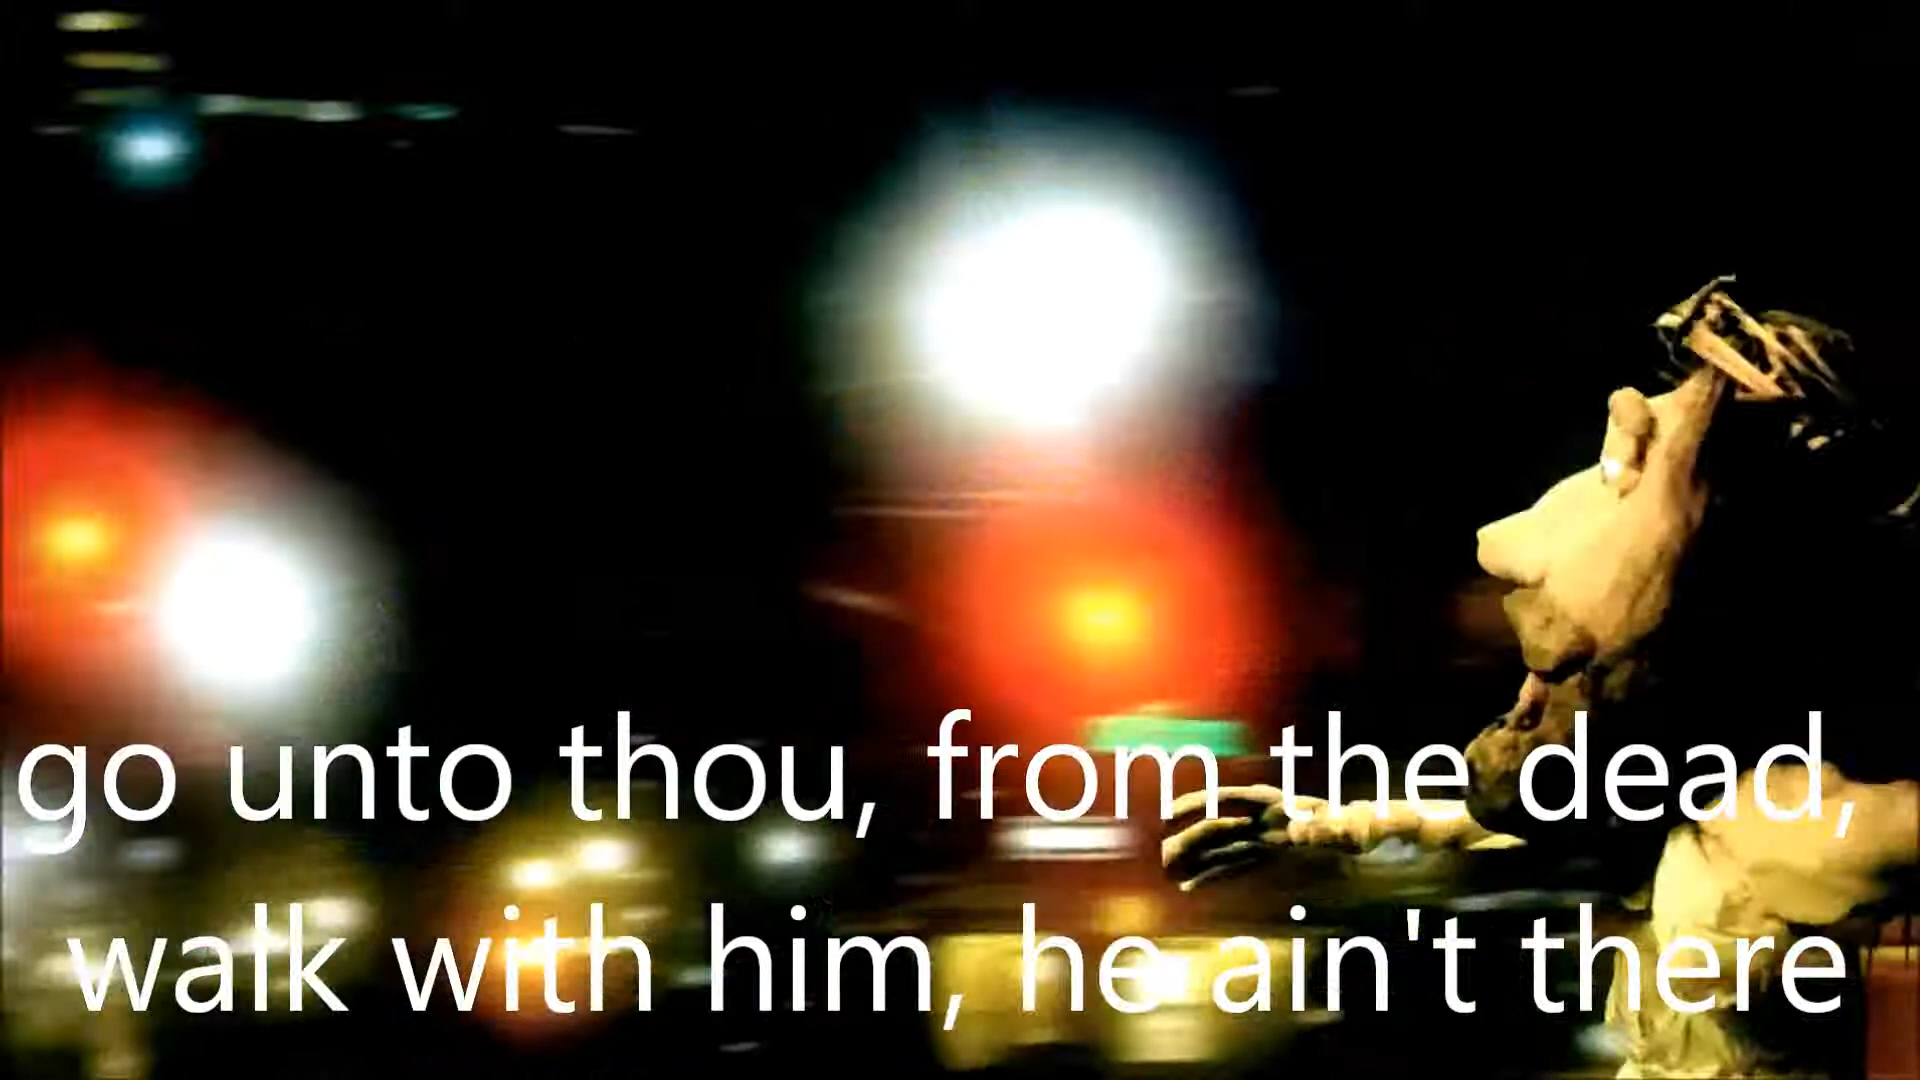 go unto thou, from the dead,
walk with him, he ain't there